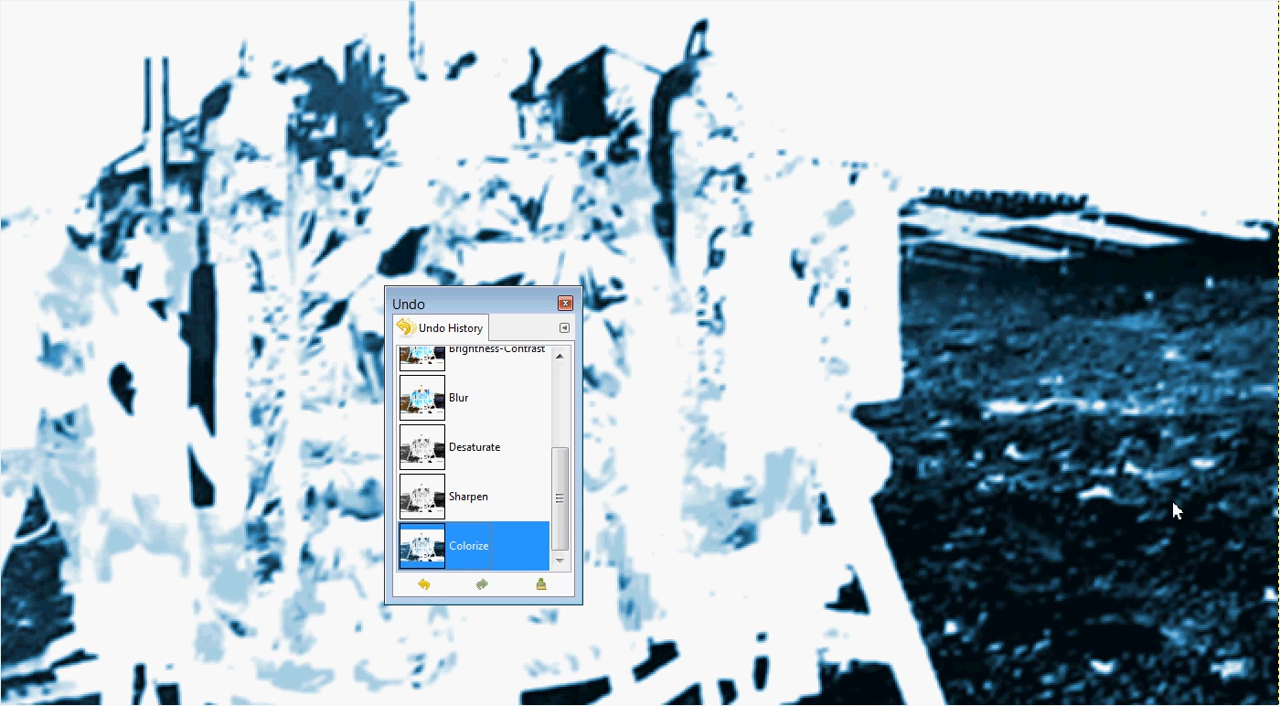 Undo
Undo History
Brightness-Contrast
Blur
Desaturate
Sharpen
Colorize